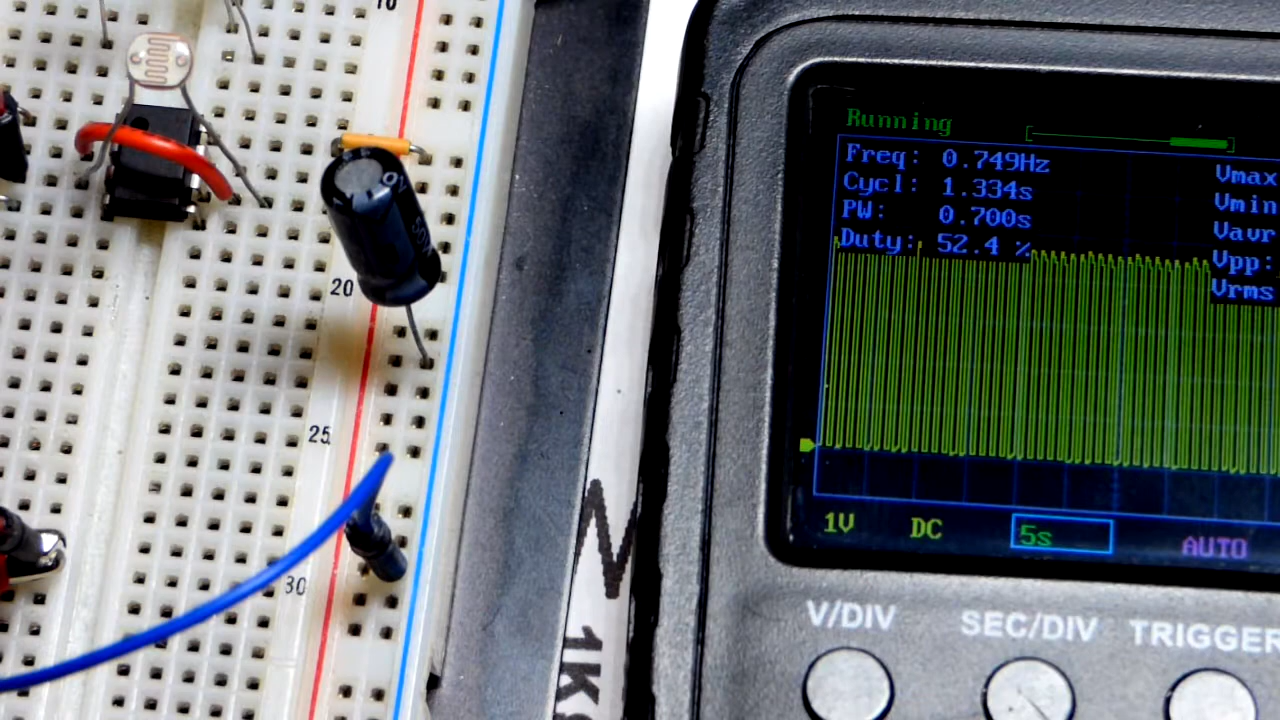 10
20
25
30
Running
Freq: 0.749Hz
Cycl: 1.334s
PW: 0.700s
Duty: 52.4 %
Vmax
Vmin
Vavr
Vpp:
Vrms
1V DC 5s AUTO
V/DIV SEC/DIV TRIGGER